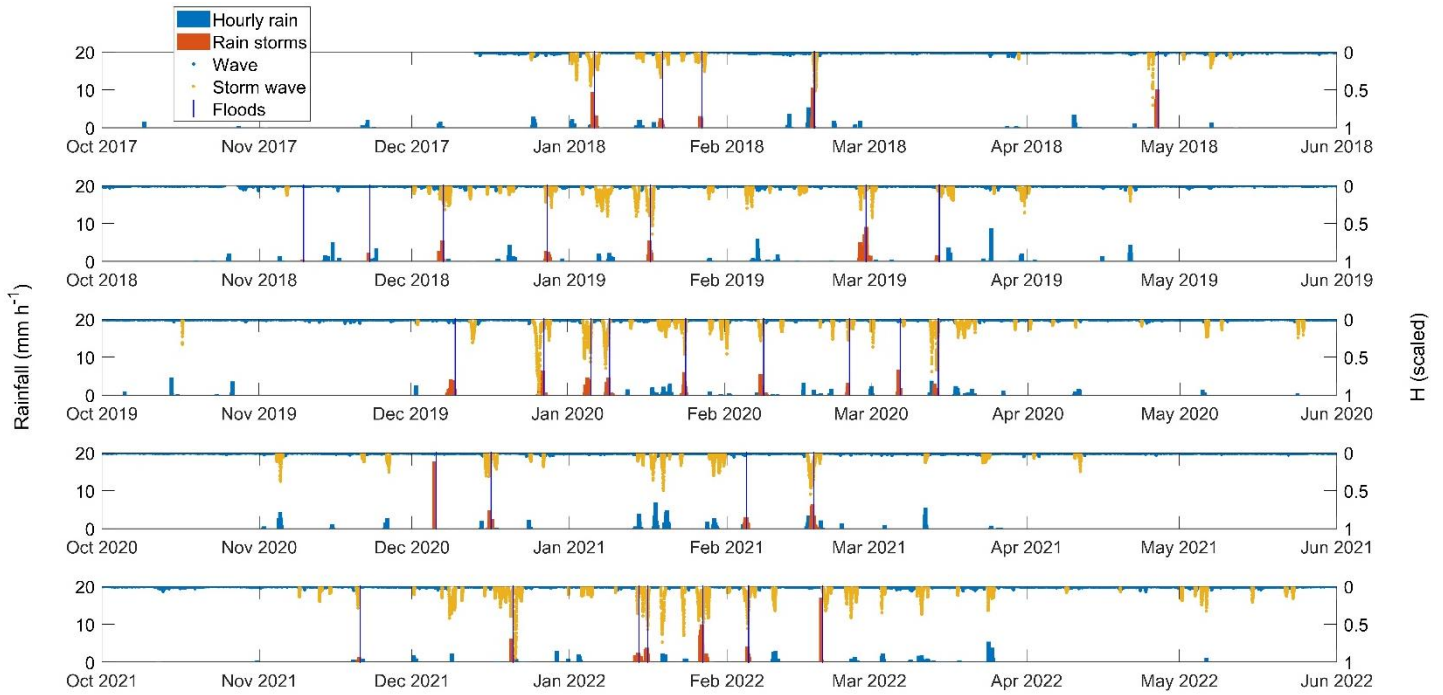 Hourly rain
Rain storms
Wave
Storm wave
Floods
20 0
10 0.5
0 1
Oct 2017 Nov 2017 Dec 2017 Jan 2018 Feb 2018 Mar 2018 Apr 2018 May 2018 Jun 2018
20 0
10 0.5
0 1
Oct 2018 Nov 2018 Dec 2018 Jan 2019 Feb 2019 Mar 2019 Apr 2019 May 2019 Jun 2019
Rainfall (mm h⁻¹)
H (scaled)
20 0
10 0.5
0 1
Oct 2019 Nov 2019 Dec 2019 Jan 2020 Feb 2020 Mar 2020 Apr 2020 May 2020 Jun 2020
20 0
10 0.5
0 1
Oct 2020 Nov 2020 Dec 2020 Jan 2021 Feb 2021 Mar 2021 Apr 2021 May 2021 Jun 2021
20 0
10 0.5
0 1
Oct 2021 Nov 2021 Dec 2021 Jan 2022 Feb 2022 Mar 2022 Apr 2022 May 2022 Jun 2022